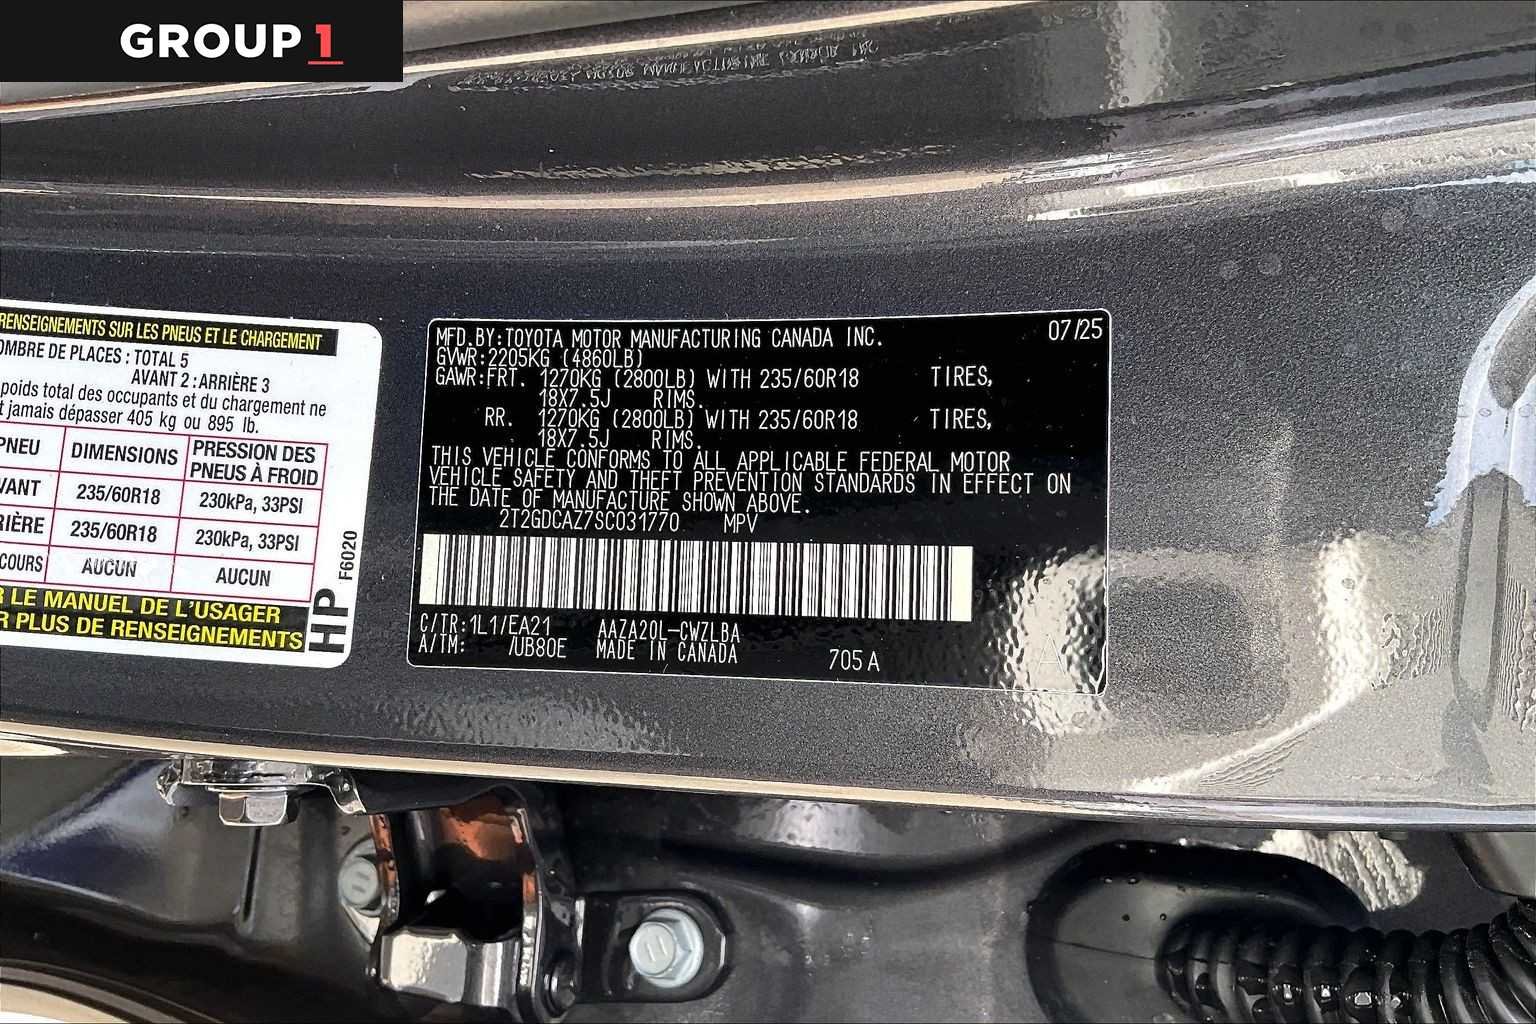 GROUP 1
RENSEIGNEMENTS SUR LES PNEUS ET LE CHARGEMENT
OMBRE DE PLACES : TOTAL 5
AVANT 2 : ARRIÈRE 3
poids total des occupants et du chargement ne
t jamais dépasser 405 kg ou 895 lb.
PNEU DIMENSIONS PRESSION DES PNEUS À FROID
VANT 235/60R18 230kPa, 33PSI
RIÈRE 235/60R18 230kPa, 33PSI
COURS AUCUN AUCUN
R LE MANUEL DE L'USAGER
R PLUS DE RENSEIGNEMENTS
HP F6020
MFD.BY:TOYOTA MOTOR MANUFACTURING CANADA INC. 07/25
GVWR:2205KG (4860LB)
GAWR:FRT. 1270KG (2800LB) WITH 235/60R18 TIRES,
18X7.5J RIMS.
RR. 1270KG (2800LB) WITH 235/60R18 TIRES,
18X7.5J RIMS.
THIS VEHICLE CONFORMS TO ALL APPLICABLE FEDERAL MOTOR
VEHICLE SAFETY AND THEFT PREVENTION STANDARDS IN EFFECT ON
THE DATE OF MANUFACTURE SHOWN ABOVE.
2T2GDCAZ7SC031770 MPV
C/TR:1L1/EA21 AAZA20L-CWZLBA
A/TM: /UB80E MADE IN CANADA 705 A
A